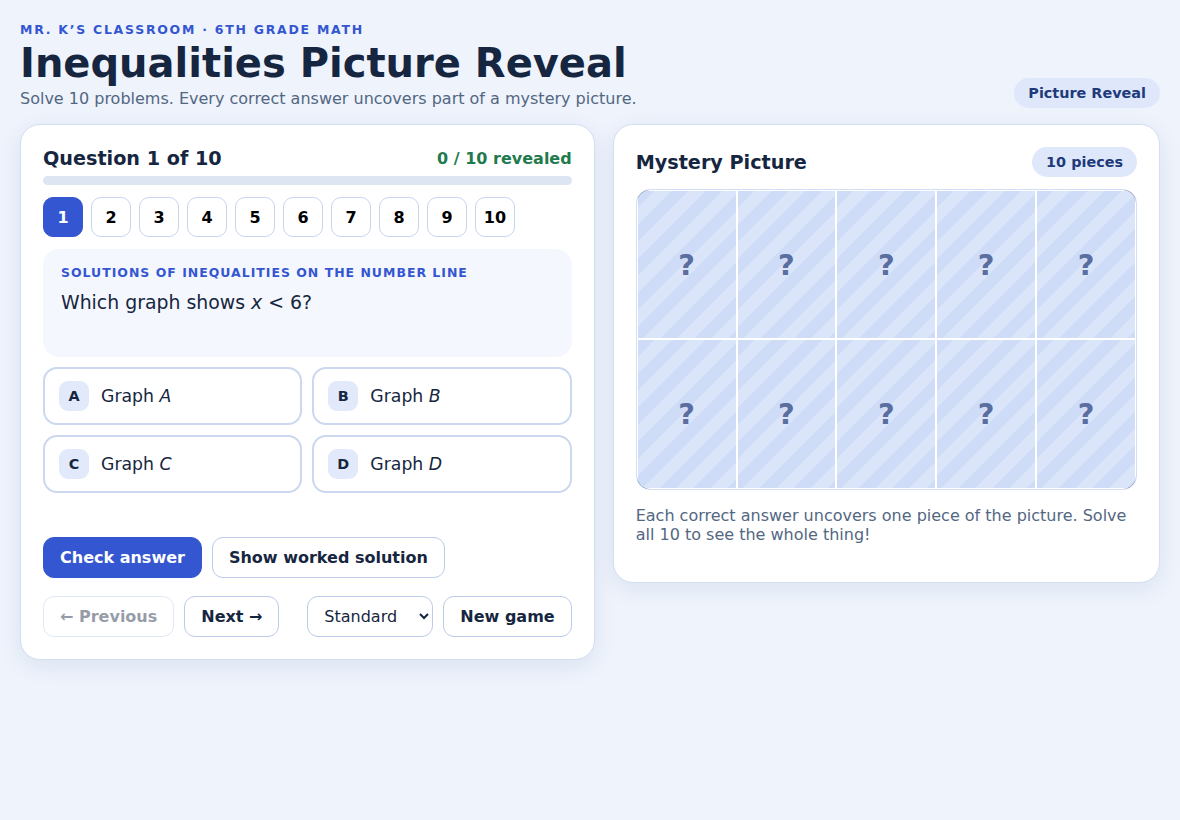 MR. K’S CLASSROOM · 6TH GRADE MATH
Inequalities Picture Reveal
Solve 10 problems. Every correct answer uncovers part of a mystery picture.
Picture Reveal
Question 1 of 10
0 / 10 revealed
1 2 3 4 5 6 7 8 9 10
SOLUTIONS OF INEQUALITIES ON THE NUMBER LINE
Which graph shows x < 6?
A Graph A
B Graph B
C Graph C
D Graph D
Check answer
Show worked solution
← Previous
Next →
Standard
New game
Mystery Picture
10 pieces
? ? ? ? ?
? ? ? ? ?
Each correct answer uncovers one piece of the picture. Solve
all 10 to see the whole thing!